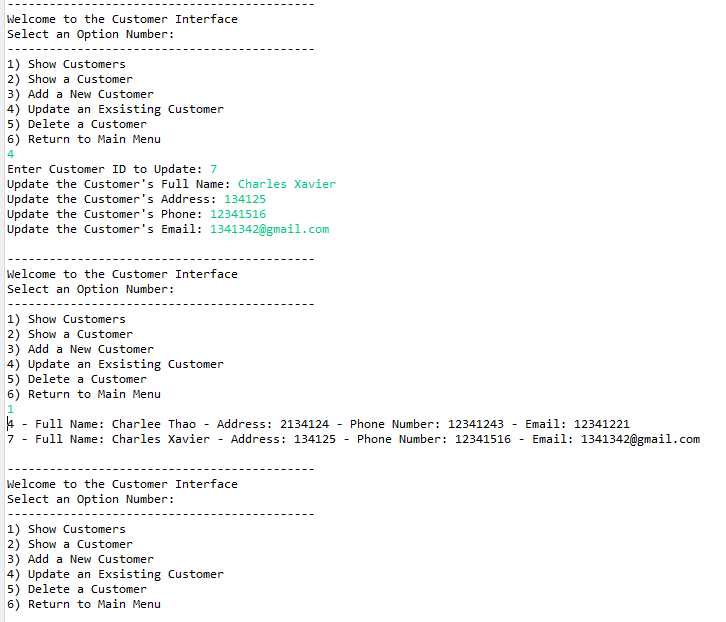 --------------------------------------------
Welcome to the Customer Interface
Select an Option Number:
--------------------------------------------
1) Show Customers
2) Show a Customer
3) Add a New Customer
4) Update an Exsisting Customer
5) Delete a Customer
6) Return to Main Menu
4
Enter Customer ID to Update: 7
Update the Customer's Full Name: Charles Xavier
Update the Customer's Address: 134125
Update the Customer's Phone: 12341516
Update the Customer's Email: 1341342@gmail.com
--------------------------------------------
Welcome to the Customer Interface
Select an Option Number:
--------------------------------------------
1) Show Customers
2) Show a Customer
3) Add a New Customer
4) Update an Exsisting Customer
5) Delete a Customer
6) Return to Main Menu
1
4 - Full Name: Charlee Thao - Address: 2134124 - Phone Number: 12341243 - Email: 12341221
7 - Full Name: Charles Xavier - Address: 134125 - Phone Number: 12341516 - Email: 1341342@gmail.com
--------------------------------------------
Welcome to the Customer Interface
Select an Option Number:
--------------------------------------------
1) Show Customers
2) Show a Customer
3) Add a New Customer
4) Update an Exsisting Customer
5) Delete a Customer
6) Return to Main Menu